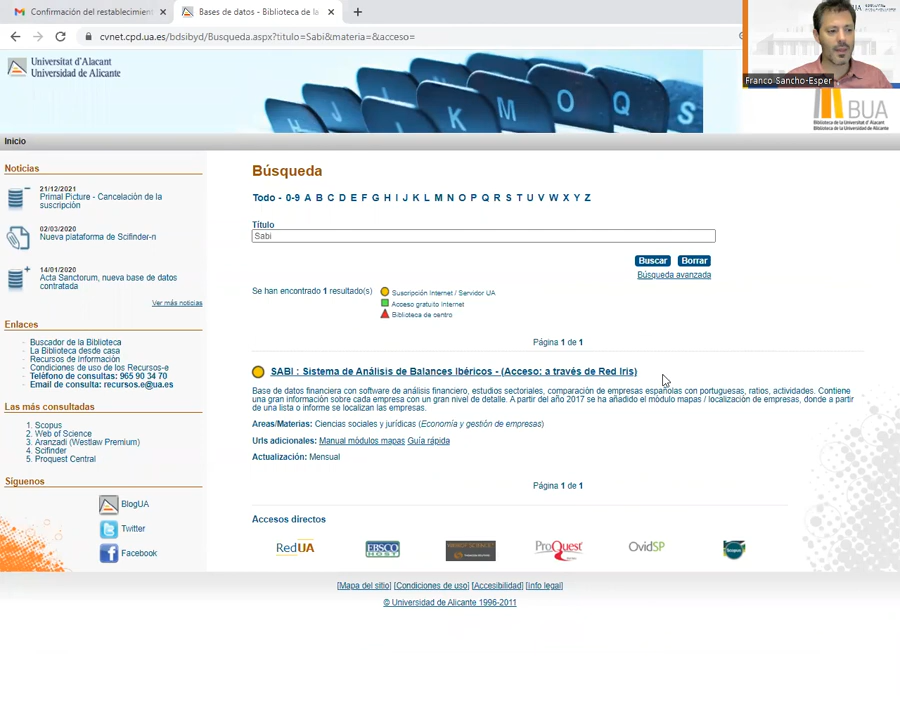 Confirmación del restablecimient
Bases de datos - Biblioteca de la
cvnet.cpd.ua.es/bdsibyd/Busqueda.aspx?titulo=Sabi&materia=&acceso=
Franco Sancho-Esper
Universitat d'Alacant
Universidad de Alicante
K M O Q S
BUA
Biblioteca de la Universitat d' Alacant
Biblioteca de la Universidad de Alicante
Inicio
Noticias
21/12/2021
Primal Picture - Cancelación de la
suscripción
02/03/2020
Nueva plataforma de Scifinder-n
14/01/2020
Acta Sanctorum, nueva base de datos
contratada
Ver más noticias
Enlaces
Buscador de la Biblioteca
La Biblioteca desde casa
Recursos de Información
Condiciones de uso de los Recursos-e
Teléfono de consultas: 965 90 34 70
Email de consulta: recursos.e@ua.es
Las más consultadas
1. Scopus
2. Web of Science
3. Aranzadi (Westlaw Premium)
4. Scifinder
5. Proquest Central
Síguenos
BlogUA
Twitter
Facebook
Búsqueda
Todo - 0-9 A B C D E F G H I J K L M N O P Q R S T U V W X Y Z
Título
Sabi
Buscar
Borrar
Búsqueda avanzada
Se han encontrado 1 resultado(s)
Suscripción Internet / Servidor UA
Acceso gratuito Internet
Biblioteca de centro
Página 1 de 1
SABI : Sistema de Análisis de Balances Ibéricos - (Acceso: a través de Red Iris)
Base de datos financiera con software de análisis financiero, estudios sectoriales, comparación de empresas españolas con portuguesas, ratios, actividades. Contiene
una gran información sobre cada empresa con un gran nivel de detalle. A partir del año 2017 se ha añadido el módulo mapas / localización de empresas, donde a partir
de una lista o informe se localizan las empresas.
Areas/Materias: Ciencias sociales y jurídicas (Economía y gestión de empresas)
Urls adicionales: Manual módulos mapas Guía rápida
Actualización: Mensual
Página 1 de 1
Accesos directos
RedUA
EBSCO
HOST
ProQuest
OvidSP
[Mapa del sitio] [Condiciones de uso] [Accesibilidad] [Info legal]
© Universidad de Alicante 1996-2011